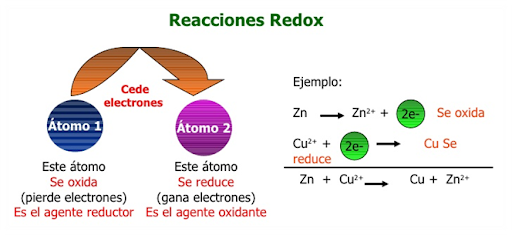 Reacciones Redox
Cede
electrones
Átomo 1
Átomo 2
Este átomo
Se oxida
(pierde electrones)
Es el agente reductor
Este átomo
Se reduce
(gana electrones)
Es el agente oxidante
Ejemplo:
Zn → Zn²⁺ + 2e- Se oxida
Cu²⁺ + 2e- → Cu Se
reduce
Zn + Cu²⁺ → Cu + Zn²⁺